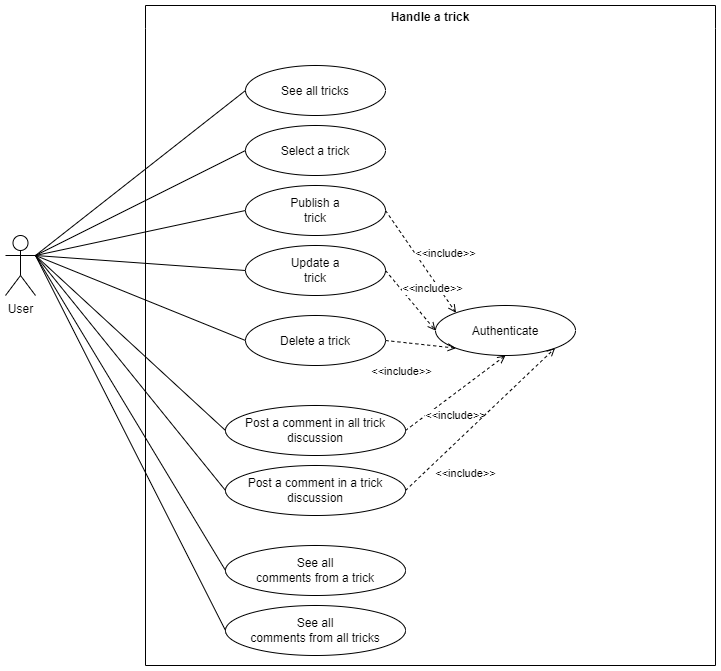 Handle a trick
See all tricks
Select a trick
Publish a
trick
<<include>>
Update a
trick
<<include>>
User
Authenticate
Delete a trick
<<include>>
Post a comment in all trick
discussion
<<include>>
Post a comment in a trick
discussion
<<include>>
See all
comments from a trick
See all
comments from all tricks